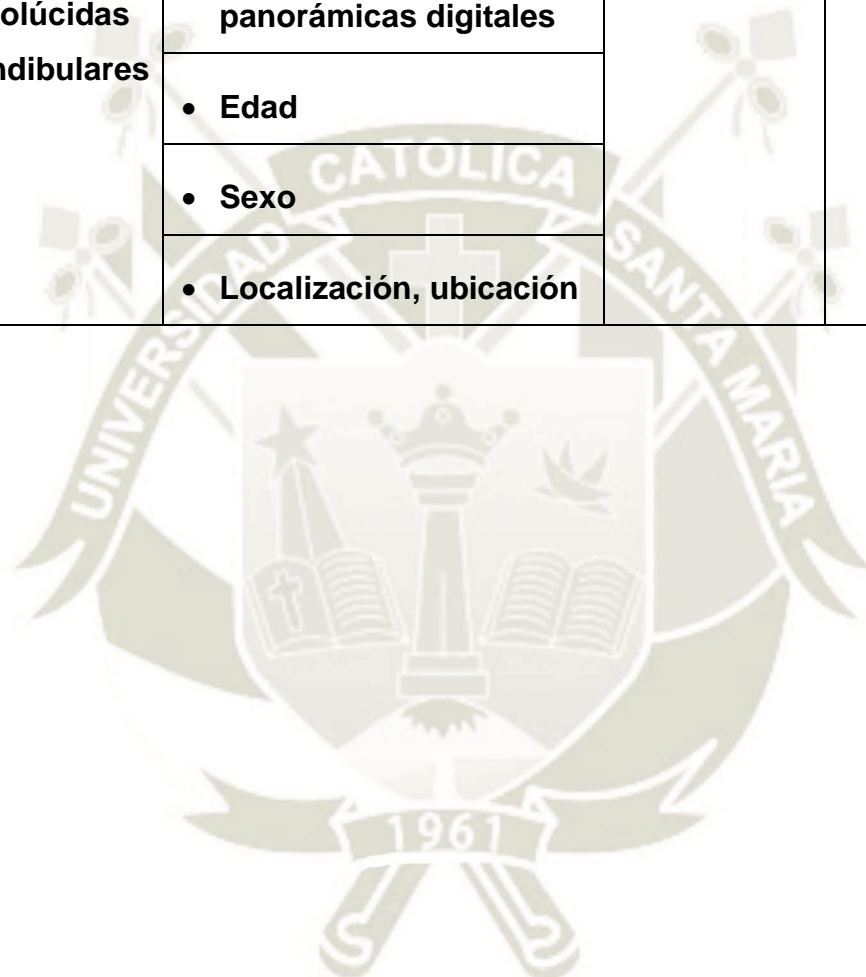 olúcidas
ndibulares
panorámicas digitales
• Edad
• Sexo
• Localización, ubicación
UNIVERSIDAD CATOLICA SANTA MARIA
1961